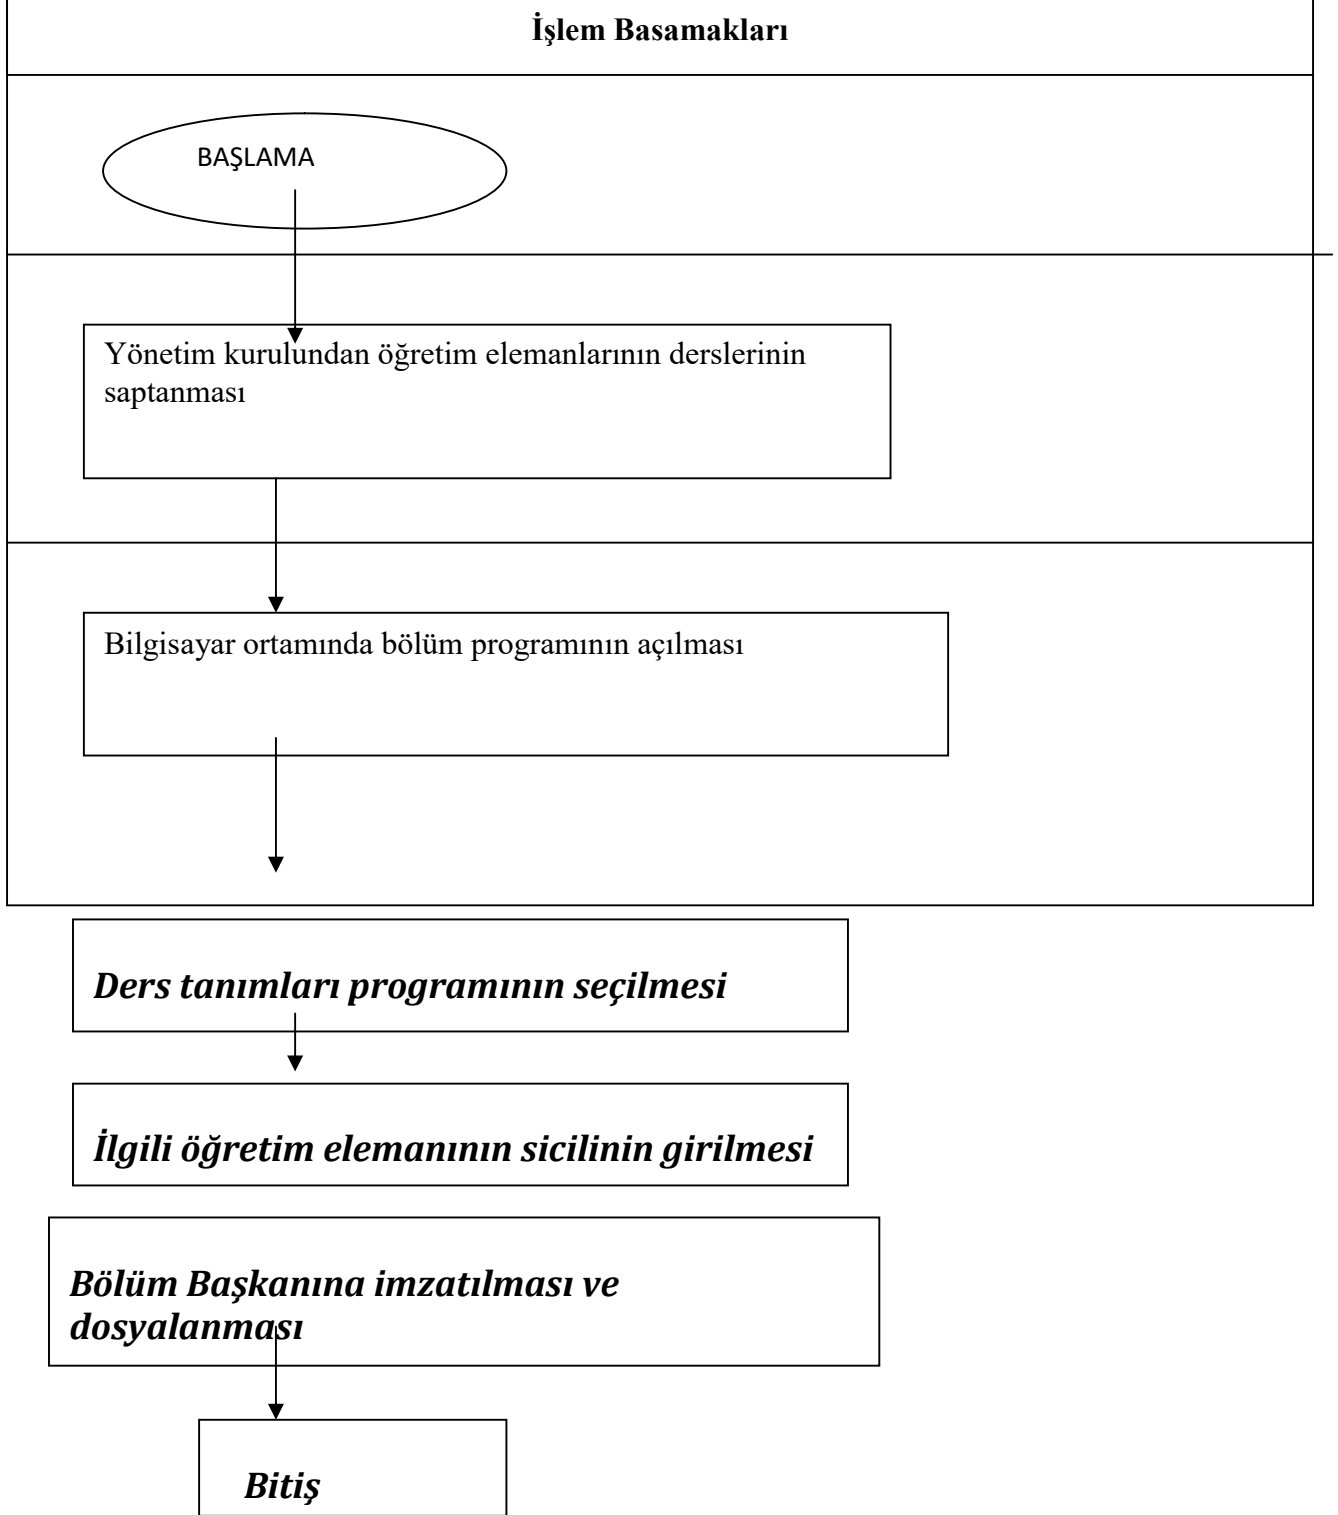 İşlem Basamakları
BAŞLAMA
Yönetim kurulundan öğretim elemanlarının derslerinin
saptanması
Bilgisayar ortamında bölüm programının açılması
Ders tanımları programının seçilmesi
İlgili öğretim elemanının sicilinin girilmesi
Bölüm Başkanına imzatılması ve
dosyalanması
Bitiş